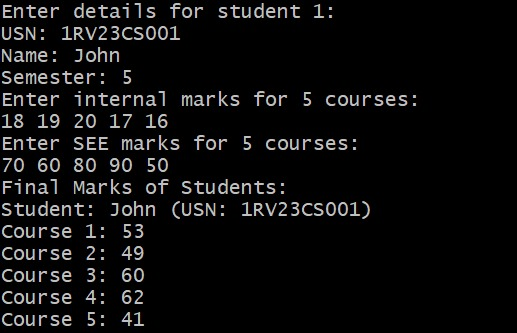 Enter details for student 1:
USN: 1RV23CS001
Name: John
Semester: 5
Enter internal marks for 5 courses:
18 19 20 17 16
Enter SEE marks for 5 courses:
70 60 80 90 50
Final Marks of Students:
Student: John (USN: 1RV23CS001)
Course 1: 53
Course 2: 49
Course 3: 60
Course 4: 62
Course 5: 41